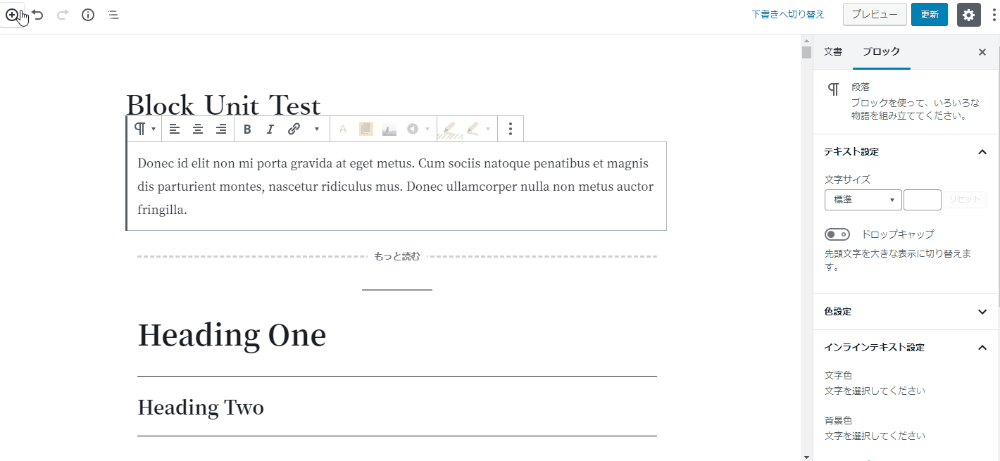 下書きへ切り替え プレビュー 更新
文書 ブロック
段落
ブロックを使って、いろいろな
物語を組み立ててください。
Block Unit Test
B I A
Donec id elit non mi porta gravida at eget metus. Cum sociis natoque penatibus et magnis
dis parturient montes, nascetur ridiculus mus. Donec ullamcorper nulla non metus auctor
fringilla.
もっと読む
Heading One
Heading Two
テキスト設定
文字サイズ
標準 リセット
ドロップキャップ
先頭文字を大きな表示に切り替えま
す。
色設定
インラインテキスト設定
文字色
文字を選択してください
背景色
文字を選択してください